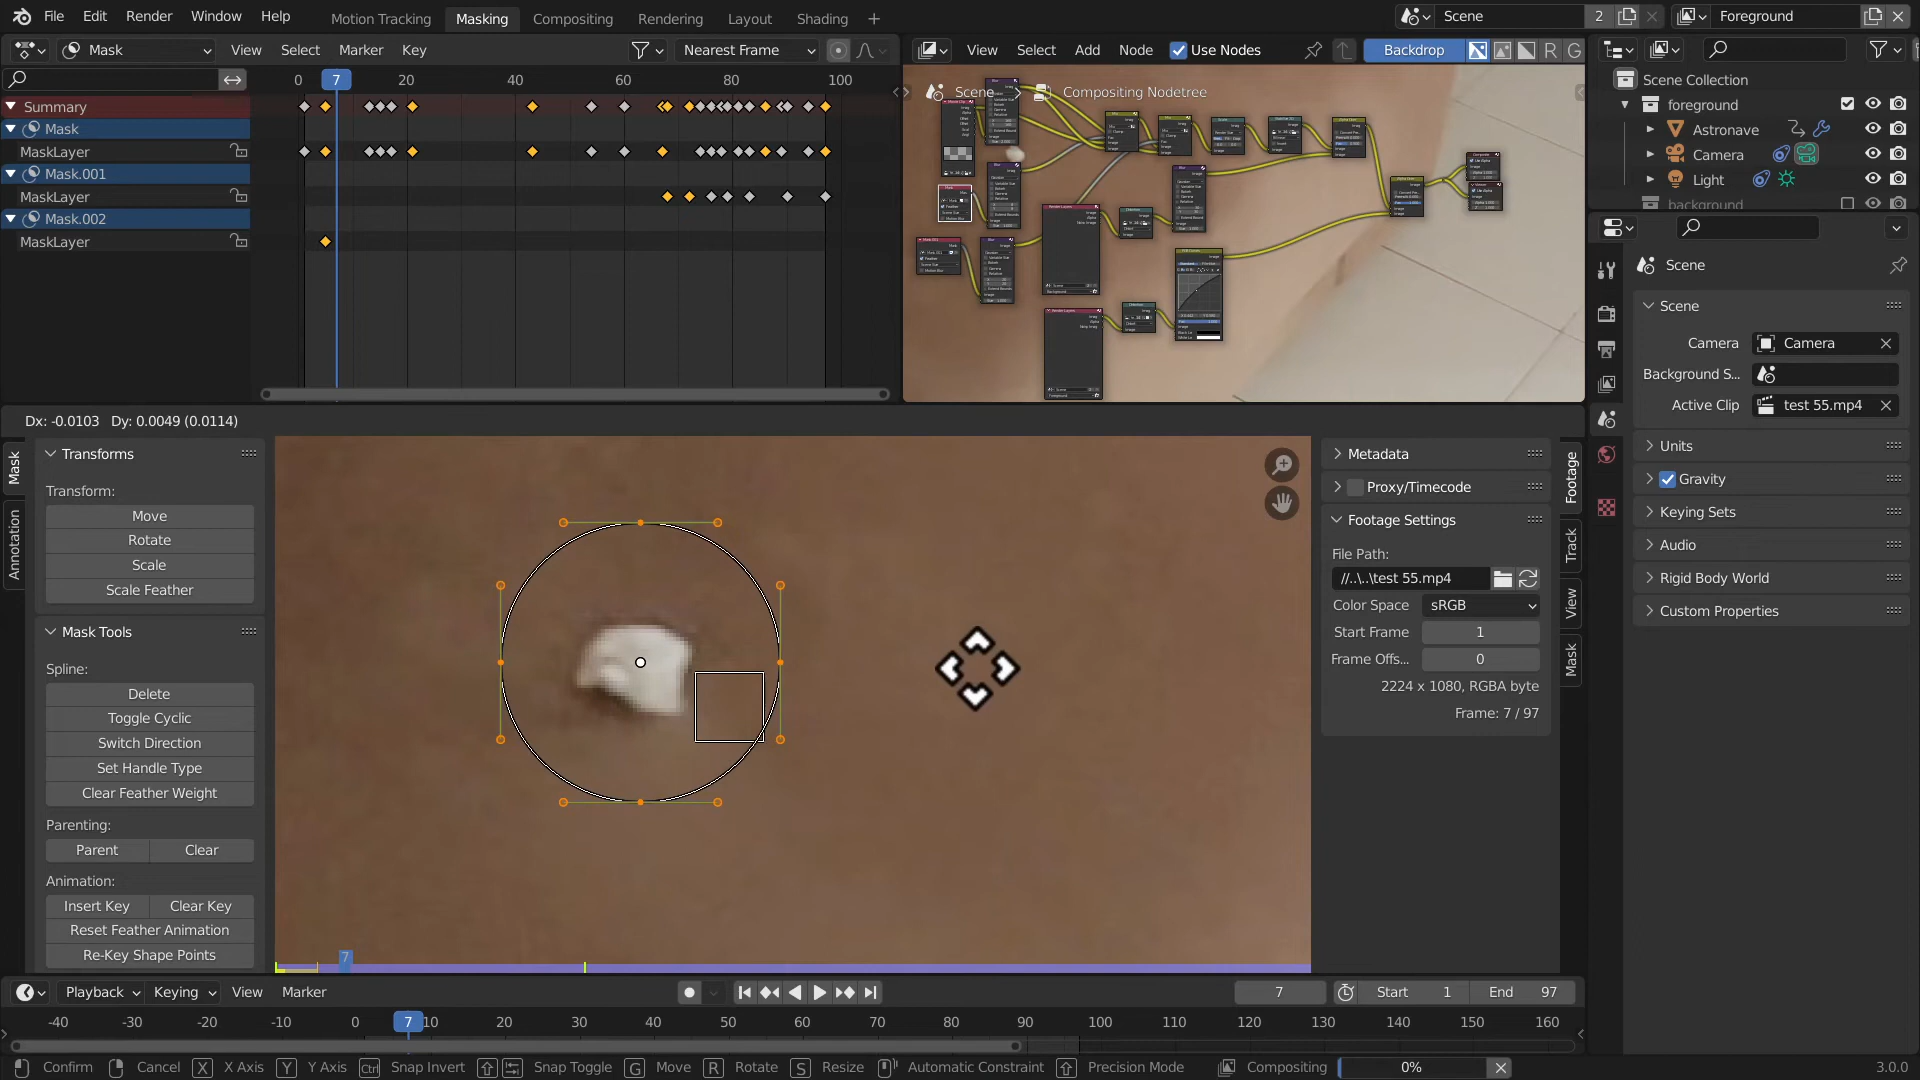 File Edit Render Window Help Motion Tracking Masking Compositing Rendering Layout Shading + Scene 2 Foreground
Mask View Select Marker Key Nearest Frame
View Select Add Node Use Nodes Backdrop R G
0 7 20 40 60 80 100
Summary
Mask
MaskLayer
Mask.001
MaskLayer
Mask.002
MaskLayer
Scene > Compositing Nodetree
Scene Collection
foreground
Astronave
Camera
Light
background
Scene
Scene
Camera Camera
Background S...
Active Clip test 55.mp4
Units
Gravity
Keying Sets
Audio
Rigid Body World
Custom Properties
Dx: -0.0103 Dy: 0.0049 (0.0114)
Mask
Annotation
Transforms
Transform:
Move
Rotate
Scale
Scale Feather
Mask Tools
Spline:
Delete
Toggle Cyclic
Switch Direction
Set Handle Type
Clear Feather Weight
Parenting:
Parent Clear
Animation:
Insert Key Clear Key
Reset Feather Animation
Re-Key Shape Points
7
Metadata
Proxy/Timecode
Footage Settings
File Path:
//..\..\test 55.mp4
Color Space sRGB
Start Frame 1
Frame Offs... 0
2224 x 1080, RGBA byte
Frame: 7 / 97
Footage
Track
View
Mask
Playback Keying View Marker 7 Start 1 End 97
-40 -30 -20 -10 0 7 10 20 30 40 50 60 70 80 90 100 110 120 130 140 150 160
Confirm Cancel X X Axis Y Y Axis Ctrl Snap Invert Snap Toggle G Move R Rotate S Resize Automatic Constraint Precision Mode Compositing 0% 3.0.0